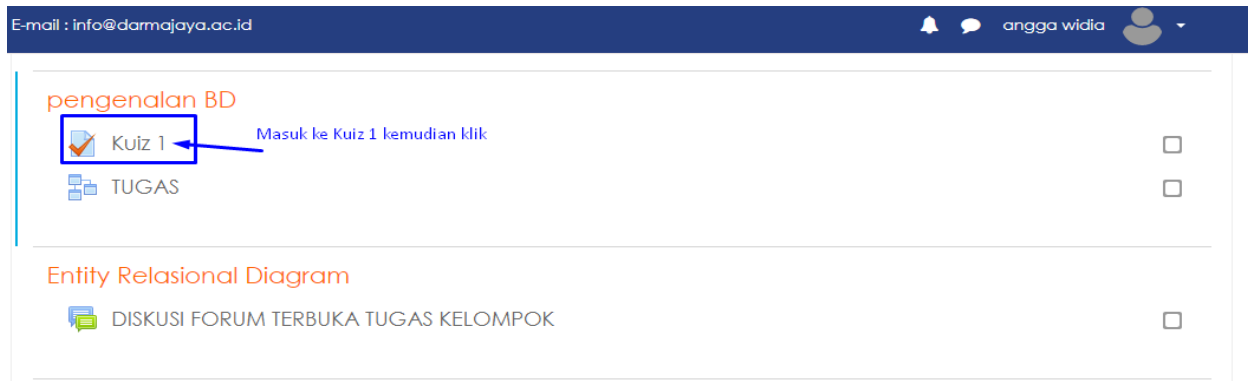 E-mail : info@darmajaya.ac.id
angga widia
pengenalan BD
Kuiz 1
Masuk ke Kuiz 1 kemudian klik
TUGAS
Entity Relasional Diagram
DISKUSI FORUM TERBUKA TUGAS KELOMPOK